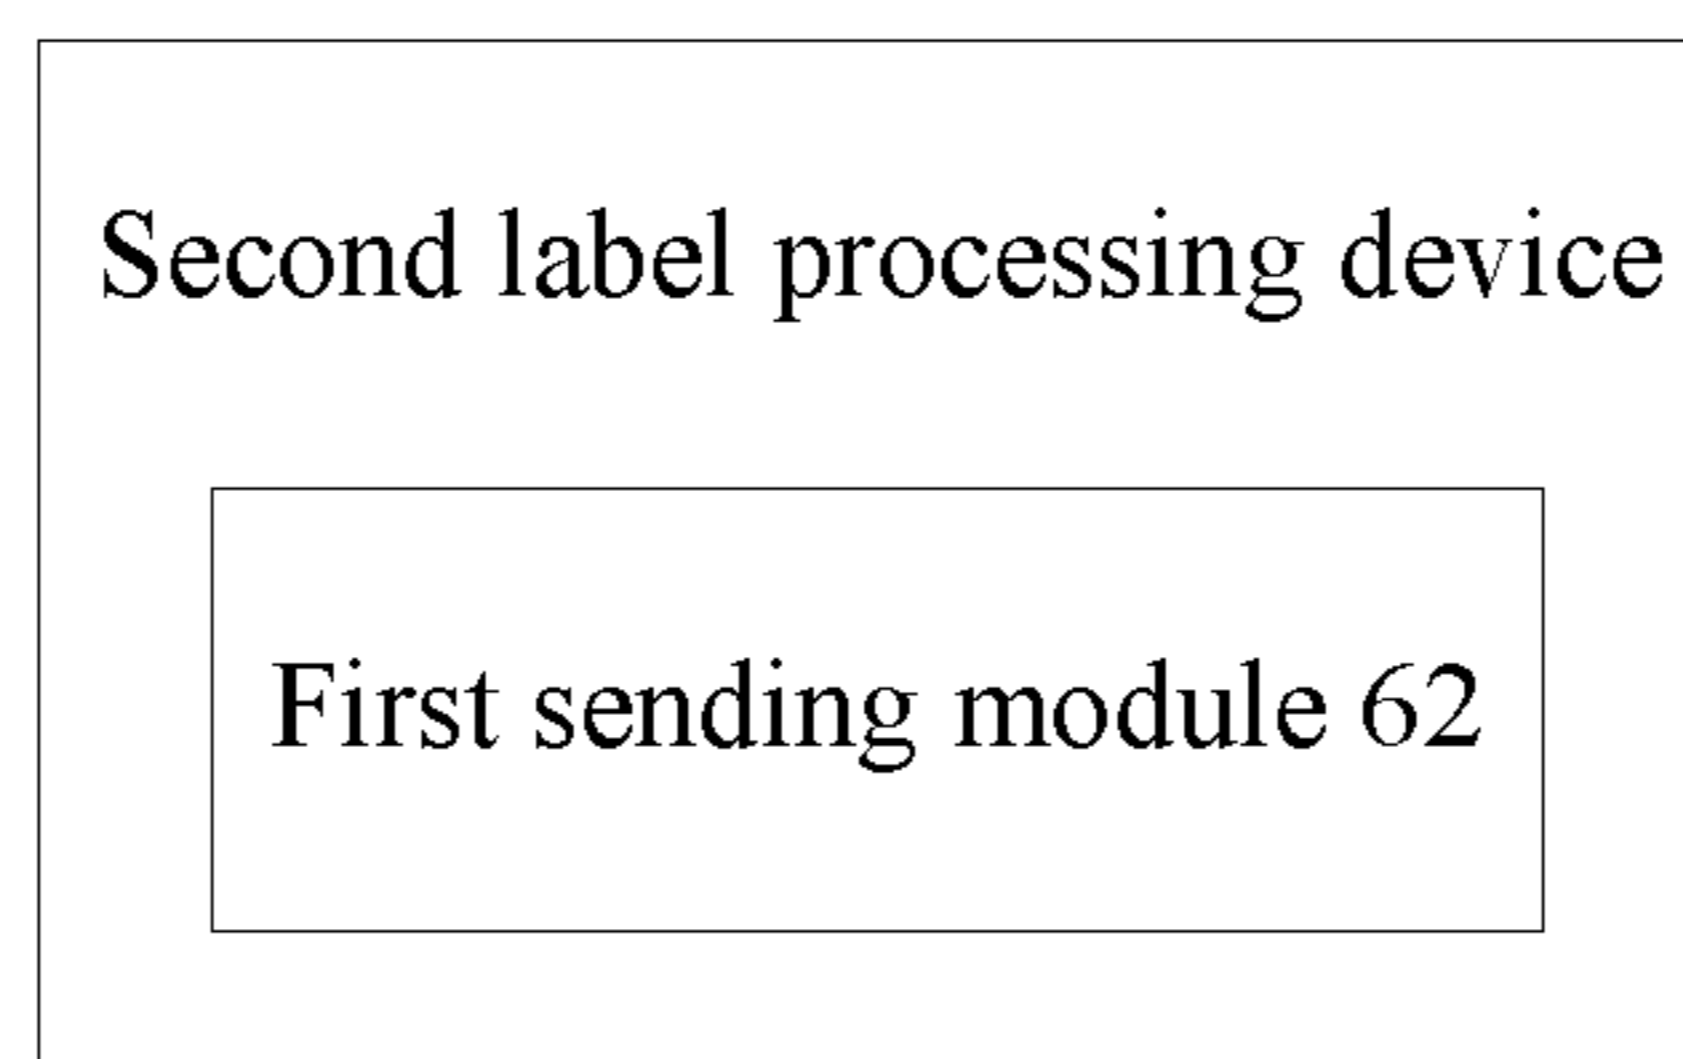 Second label processing device
First sending module 62